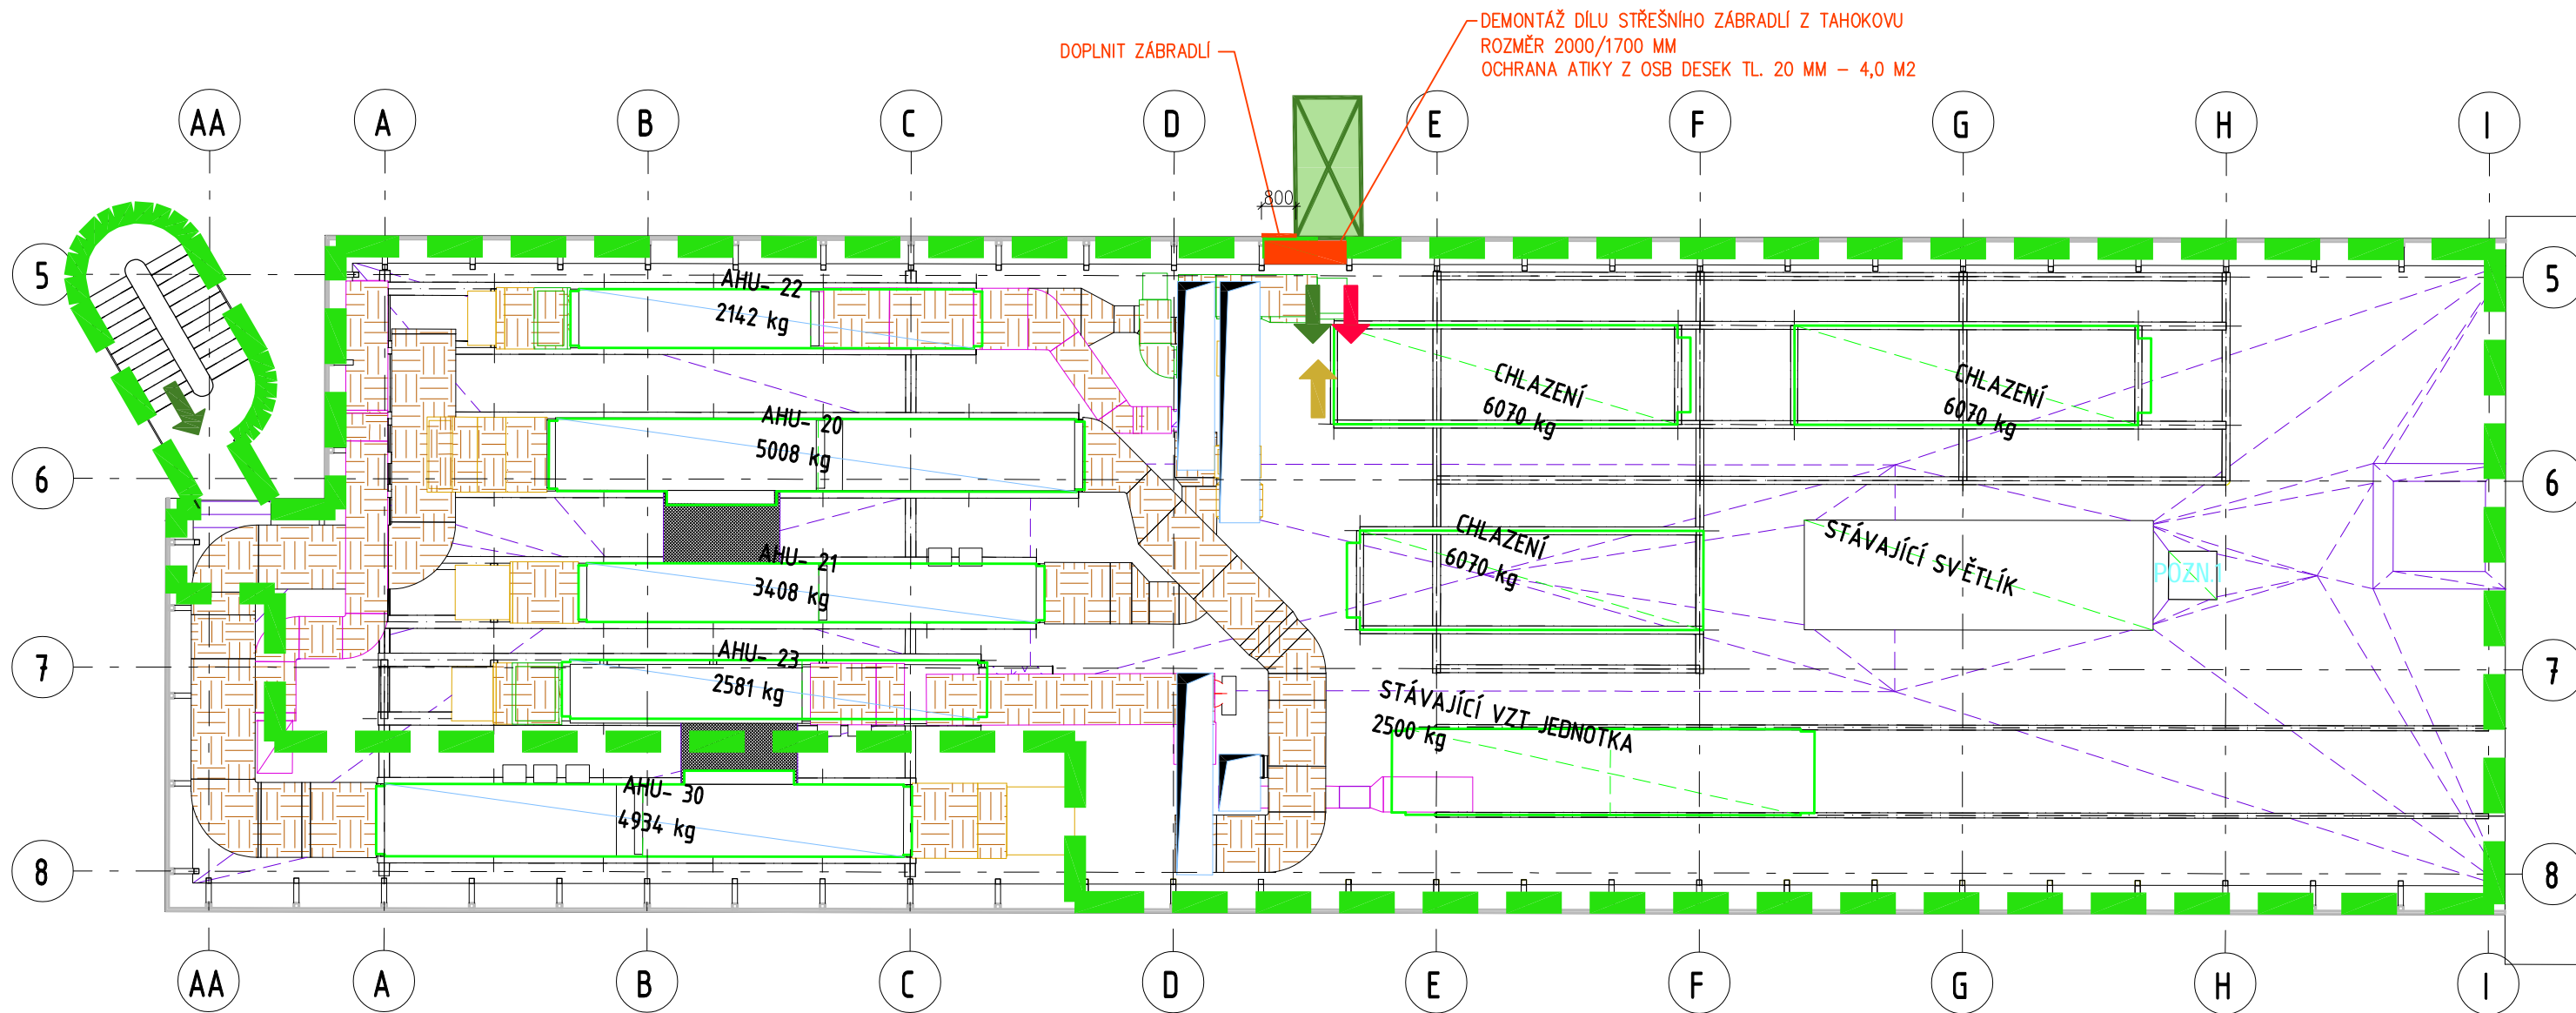 DEMONTÁŽ DÍLU STŘEŠNÍHO ZÁBRADLÍ Z TAHOKOVU
ROZMĚR 2000/1700 MM
OCHRANA ATIKY Z OSB DESEK TL. 20 MM – 4,0 M2
DOPLNIT ZÁBRADLÍ
AA A B C D E F G H I
800
5 5
AHU– 22
2142 kg
CHLAZENÍ
6070 kg
CHLAZENÍ
6070 kg
AHU– 20
5008 kg
6 6
CHLAZENÍ
6070 kg
STÁVAJÍCÍ SVĚTLÍK
POZN.1
AHU– 21
3408 kg
7 7
AHU– 23
2581 kg
STÁVAJÍCÍ VZT JEDNOTKA
2500 kg
AHU– 30
4934 kg
8 8
AA A B C D E F G H I